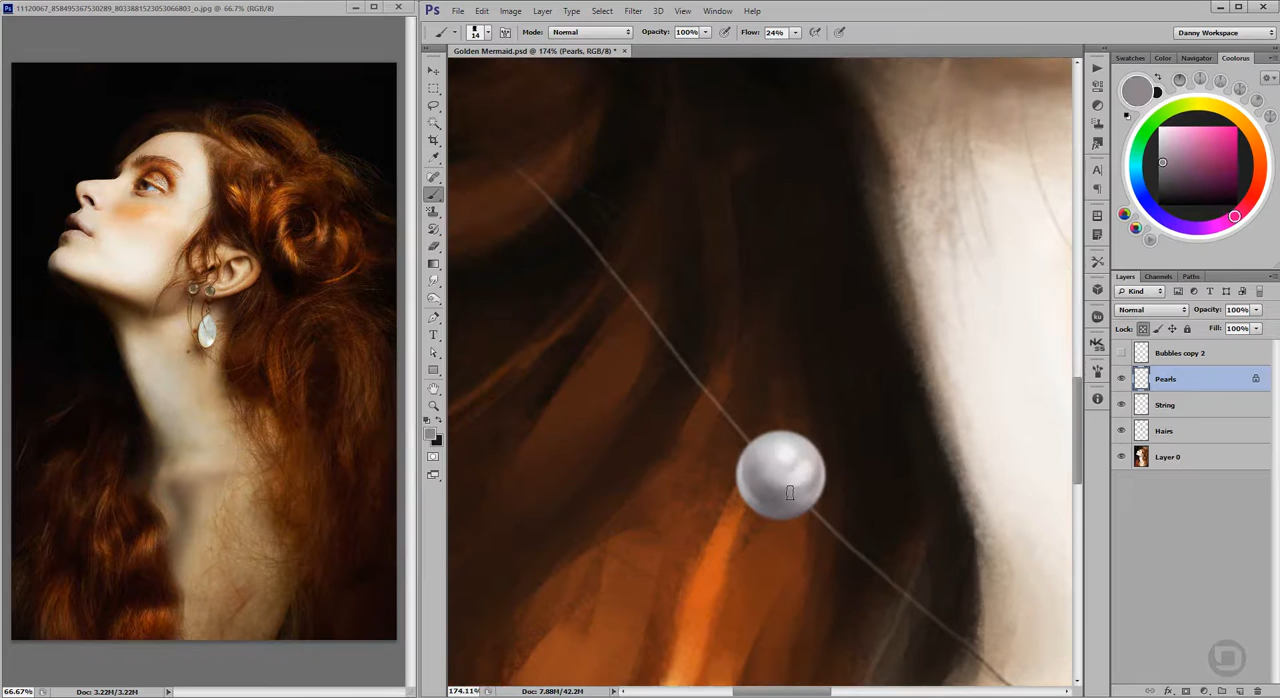 11120067_858495367530289_8033881523053066803_o.jpg @ 66.7% (RGB/8)
Ps File Edit Image Layer Type Select Filter 3D View Window Help
14 Mode: Normal Opacity: 100% Flow: 24% Danny Workspace
Golden Mermaid.psd @ 174% (Pearls, RGB/8) *
Swatches Color Navigator Coolorus
Layers Channels Paths
Kind
Normal Opacity: 100%
Lock: Fill: 100%
Bubbles copy 2
Pearls
String
Hairs
Layer 0
66.67% Doc: 3.22M/3.22M
174.11% Doc: 7.88M/42.2M